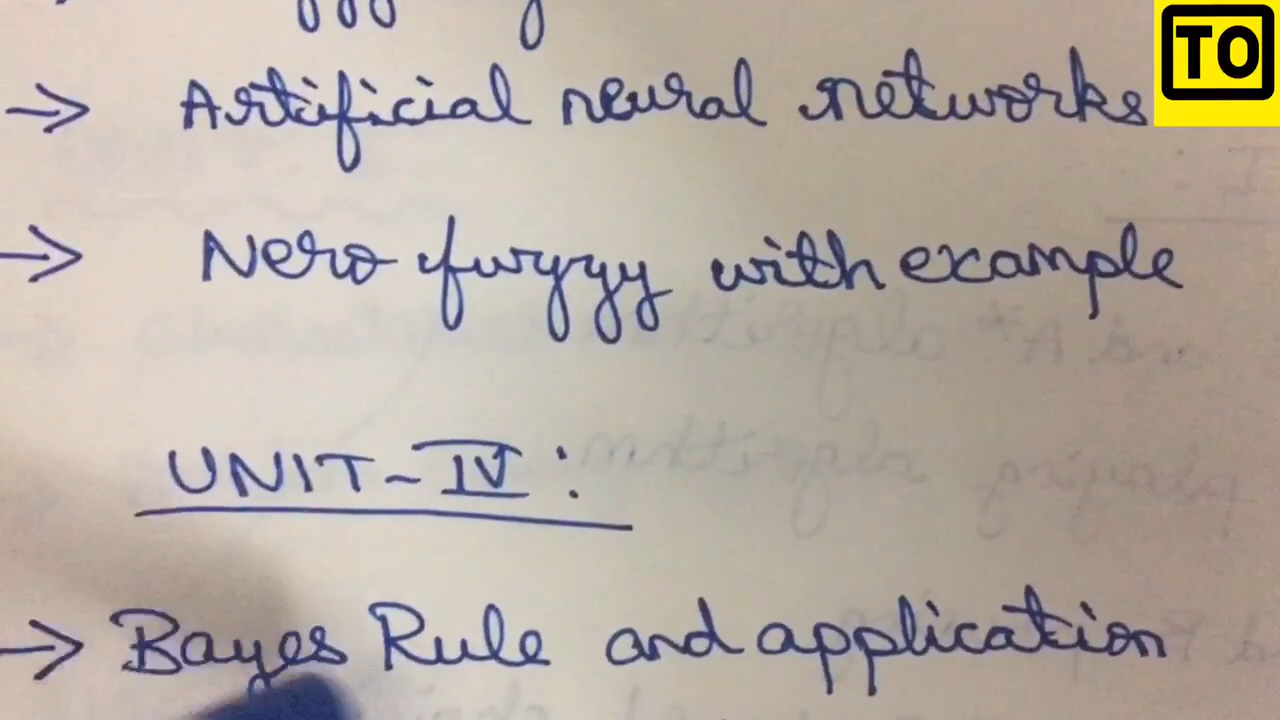 TO
→ Artificial neural networks
→ Nero fuzzy with example
UNIT-IV:
→ Bayes Rule and application